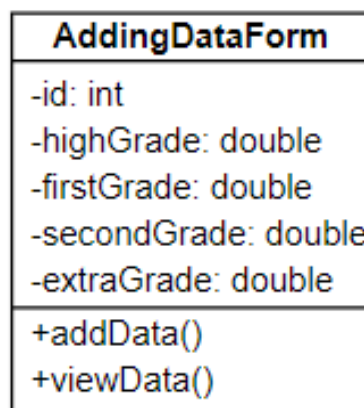 AddingDataForm
-id: int
-highGrade: double
-firstGrade: double
-secondGrade: double
-extraGrade: double
+addData()
+viewData()